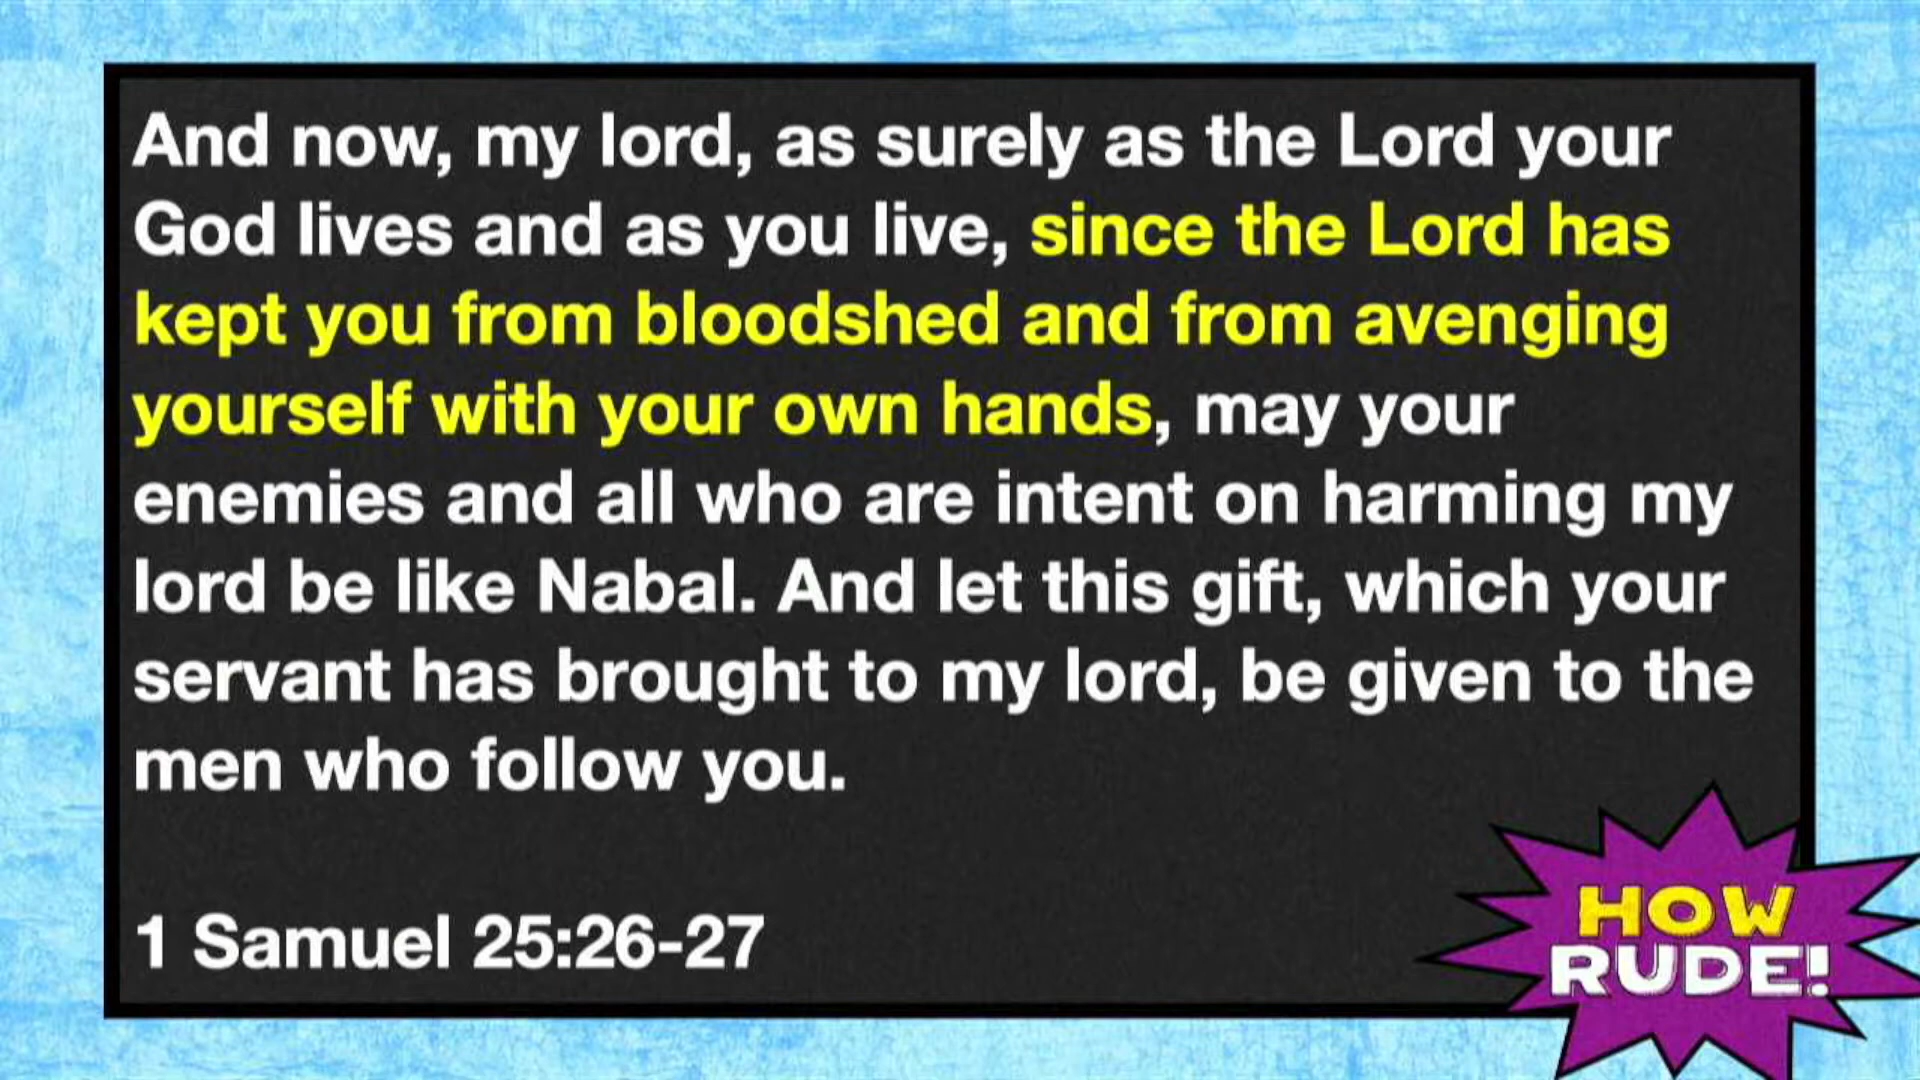 And now, my lord, as surely as the Lord your
God lives and as you live, since the Lord has
kept you from bloodshed and from avenging
yourself with your own hands, may your
enemies and all who are intent on harming my
lord be like Nabal. And let this gift, which your
servant has brought to my lord, be given to the
men who follow you.
1 Samuel 25:26-27
HOW
RUDE!